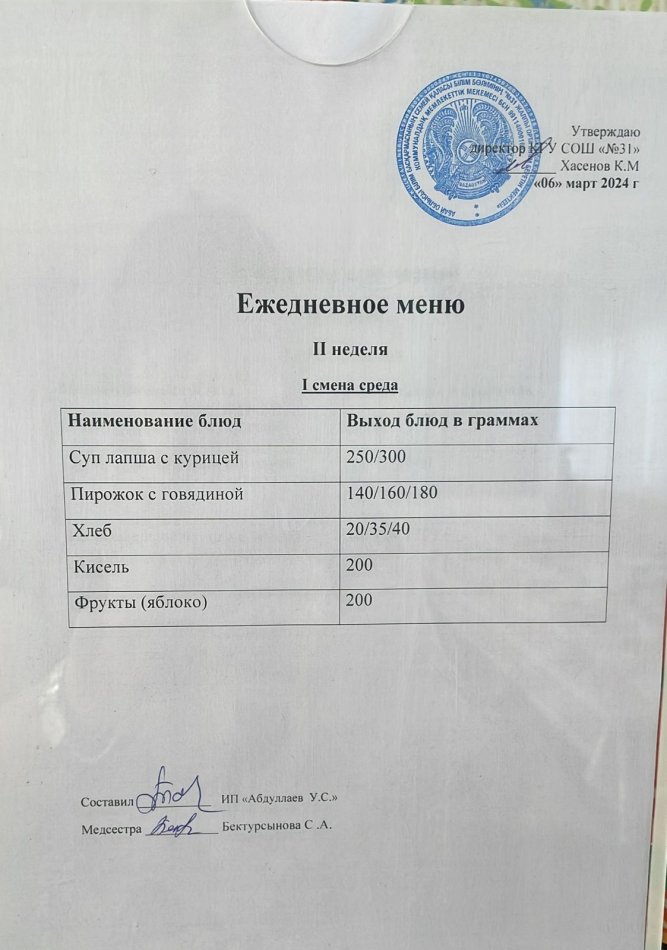 Утверждаю
директор КГУ СОШ «№31»
Хасенов К.М
«06» март 2024 г
Ежедневное меню
II неделя
I смена среда
Наименование блюд Выход блюд в граммах
Суп лапша с курицей 250/300
Пирожок с говядиной 140/160/180
Хлеб 20/35/40
Кисель 200
Фрукты (яблоко) 200
Составил ИП «Абдуллаев У.С.»
Медсестра Бектурсынова С .А.